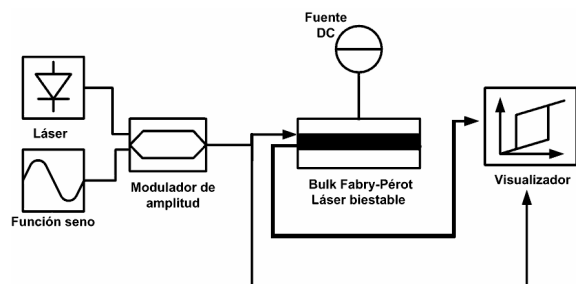 Fuente
DC
Láser
Modulador de
amplitud
Función seno
Bulk Fabry-Pérot
Láser biestable
Visualizador